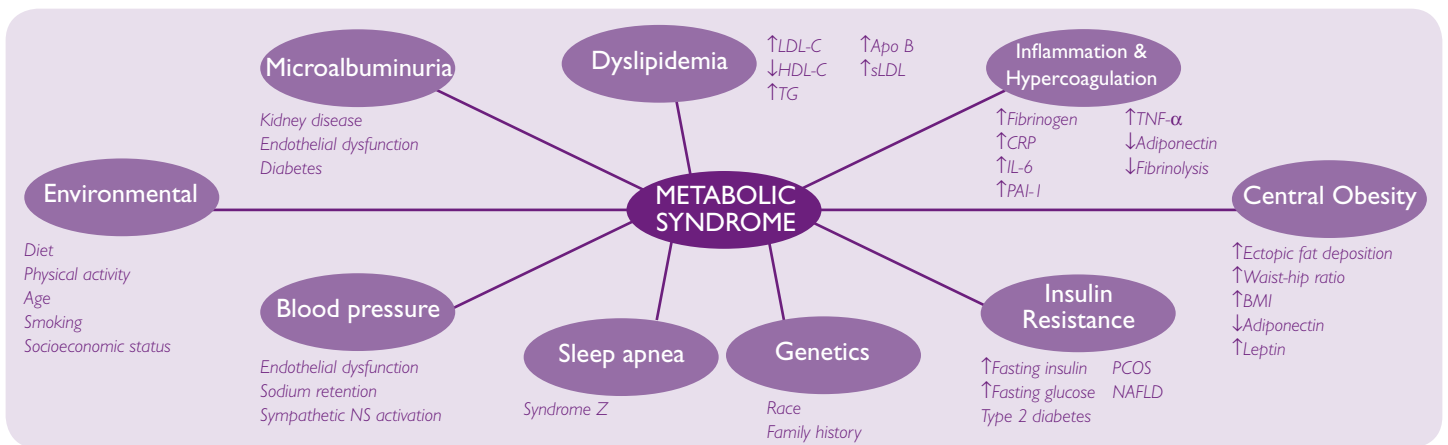 Microalbuminuria
Kidney disease
Endothelial dysfunction
Diabetes
Dyslipidemia
↑LDL-C
↓HDL-C
↑TG
↑Apo B
↑sLDL
Inflammation &
Hypercoagulation
↑Fibrinogen
↑CRP
↑IL-6
↑PAI-1
↑TNF-α
↓Adiponectin
↓Fibrinolysis
Environmental
Diet
Physical activity
Age
Smoking
Socioeconomic status
METABOLIC
SYNDROME
Central Obesity
↑Ectopic fat deposition
↑Waist-hip ratio
↑BMI
↓Adiponectin
↑Leptin
Blood pressure
Endothelial dysfunction
Sodium retention
Sympathetic NS activation
Sleep apnea
Syndrome Z
Genetics
Race
Family history
Insulin
Resistance
↑Fasting insulin
↑Fasting glucose
Type 2 diabetes
PCOS
NAFLD